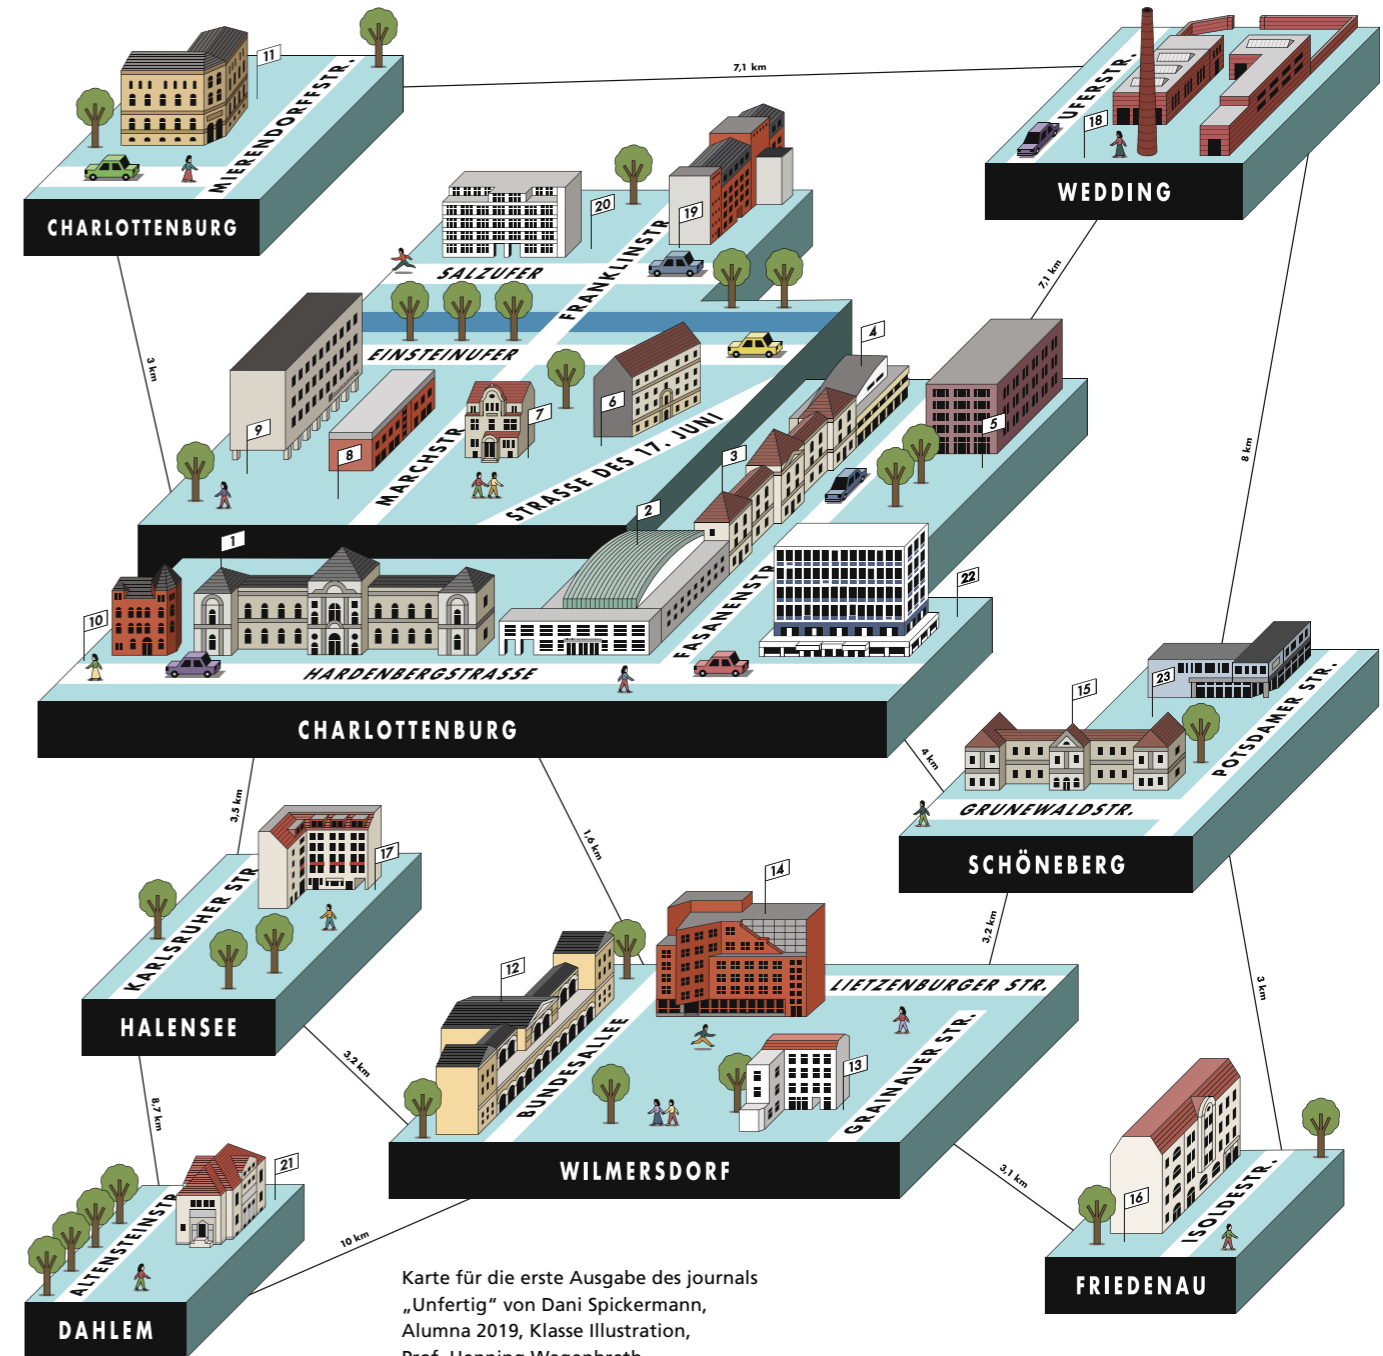 11
MIERENDORFFSTR.
CHARLOTTENBURG
7,1 km
UFERSTR.
18
WEDDING
20
19
SALZUFER
FRANKLINSTR
7,1 km
3 km
EINSTEINUFER
4
9
8
7
6
5
MARCHSTR
STRASSE DES 17. JUNI
3
8 km
2
1
10
FASANENSTR
22
HARDENBERGSTRASSE
CHARLOTTENBURG
4 km
15
23
POTSDAMER STR.
GRUNEWALDSTR.
SCHÖNEBERG
3,5 km
1,6 km
17
KARLSRUHER STR
HALENSEE
14
12
3,2 km
3 km
LIETZENBURGER STR.
BUNDESALLEE
GRAINAUER STR.
13
3,2 km
8,7 km
WILMERSDORF
3,1 km
21
ALTENSTEINSTR
DAHLEM
10 km
16
ISOLDESTR.
FRIEDENAU
Karte für die erste Ausgabe des journals
„Unfertig“ von Dani Spickermann,
Alumna 2019, Klasse Illustration,
Prof. Henning Wagenbreth